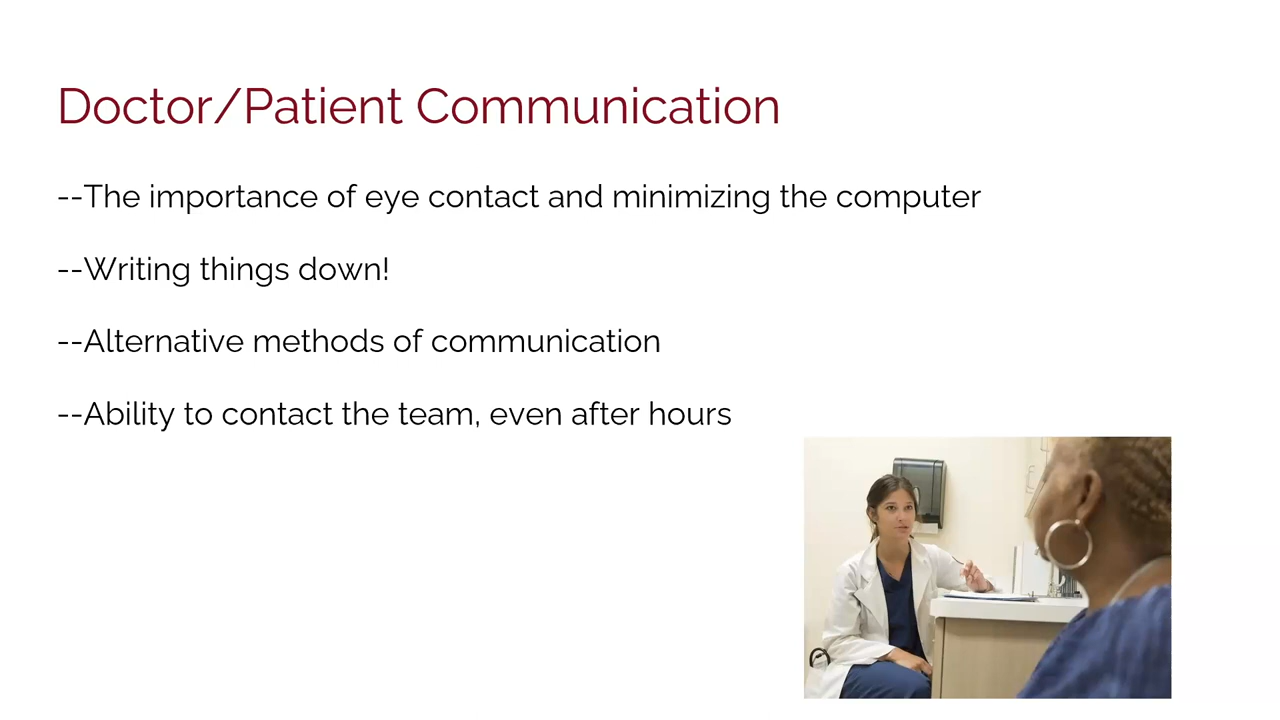 Doctor/Patient Communication
--The importance of eye contact and minimizing the computer
--Writing things down!
--Alternative methods of communication
--Ability to contact the team, even after hours